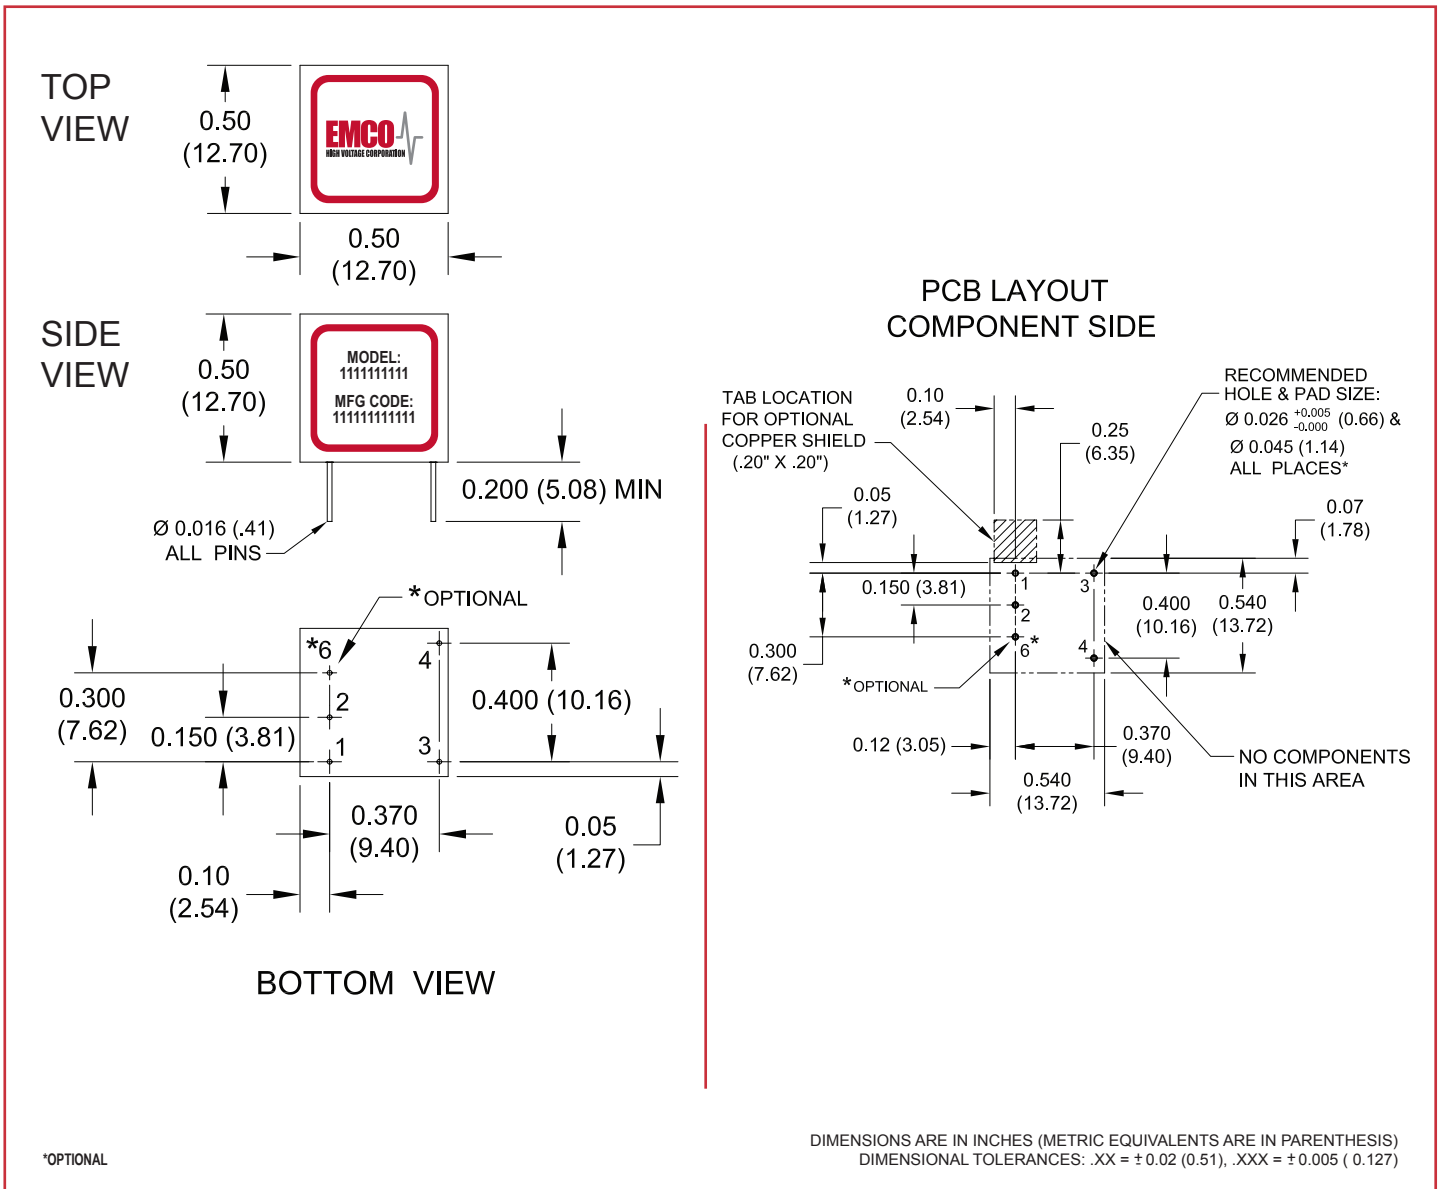 TOP
VIEW
0.50
(12.70)
EMCO
HIGH VOLTAGE CORPORATION
0.50
(12.70)
SIDE
VIEW
0.50
(12.70)
MODEL:
1111111111
MFG CODE:
111111111111
0.200 (5.08) MIN
Ø 0.016 (.41)
ALL PINS
*OPTIONAL
*6
4
2
1
3
0.300
(7.62)
0.150 (3.81)
0.400 (10.16)
0.370
(9.40)
0.05
(1.27)
0.10
(2.54)
BOTTOM VIEW
PCB LAYOUT
COMPONENT SIDE
TAB LOCATION
FOR OPTIONAL
COPPER SHIELD
(.20" X .20")
0.10
(2.54)
0.25
(6.35)
RECOMMENDED
HOLE & PAD SIZE:
Ø 0.026 +0.005 -0.000 (0.66) &
Ø 0.045 (1.14)
ALL PLACES*
0.05
(1.27)
0.07
(1.78)
0.150 (3.81)
1
2
6*
3
4
0.400
(10.16)
0.540
(13.72)
0.300
(7.62)
*OPTIONAL
0.12 (3.05)
0.370
(9.40)
0.540
(13.72)
NO COMPONENTS
IN THIS AREA
*OPTIONAL
DIMENSIONS ARE IN INCHES (METRIC EQUIVALENTS ARE IN PARENTHESIS)
DIMENSIONAL TOLERANCES: .XX = ± 0.02 (0.51), .XXX = ± 0.005 ( 0.127)